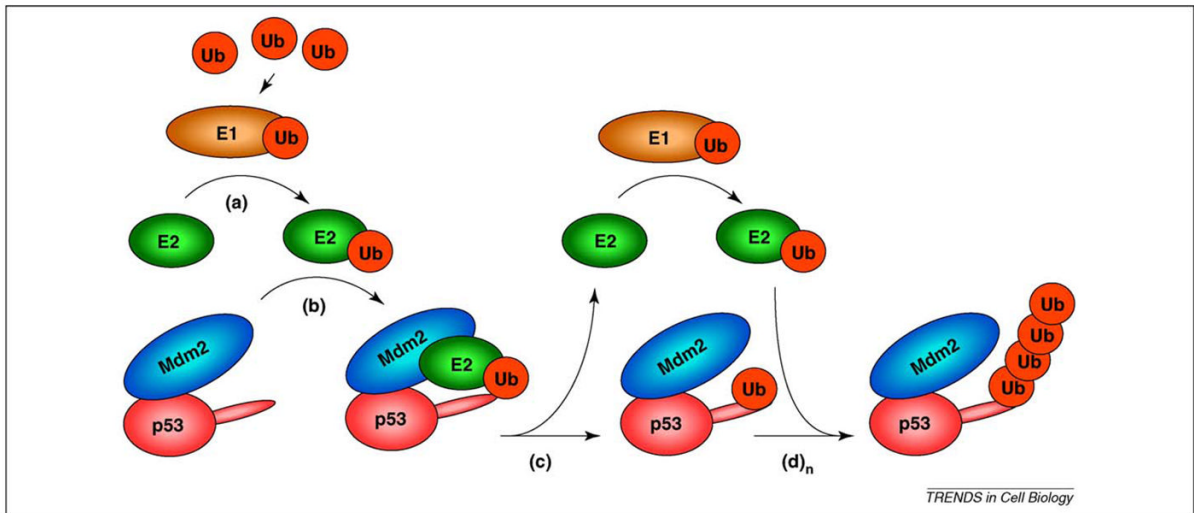 Ub
Ub
Ub
E1
Ub
E1
Ub
(a)
E2
E2
Ub
E2
E2
Ub
(b)
Mdm2
p53
Mdm2
E2
Ub
p53
(c)
Mdm2
Ub
p53
(d)n
Mdm2
Ub
Ub
Ub
Ub
p53
TRENDS in Cell Biology